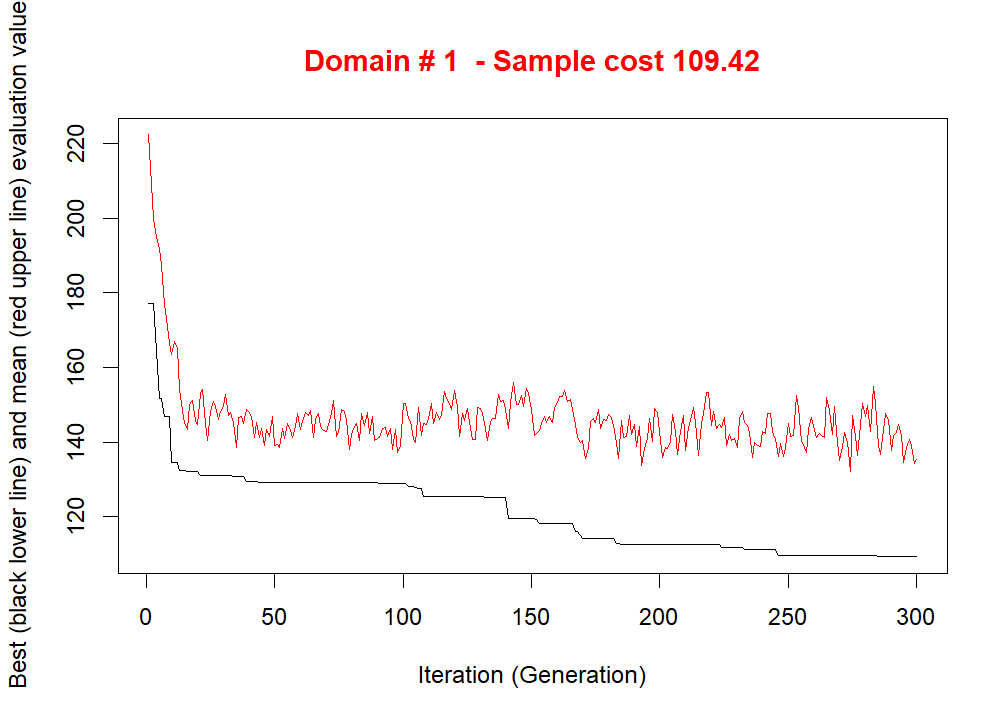 Domain # 1  - Sample cost 109.42
Best (black lower line) and mean (red upper line) evaluation value
220
200
180
160
140
120
0 50 100 150 200 250 300
Iteration (Generation)